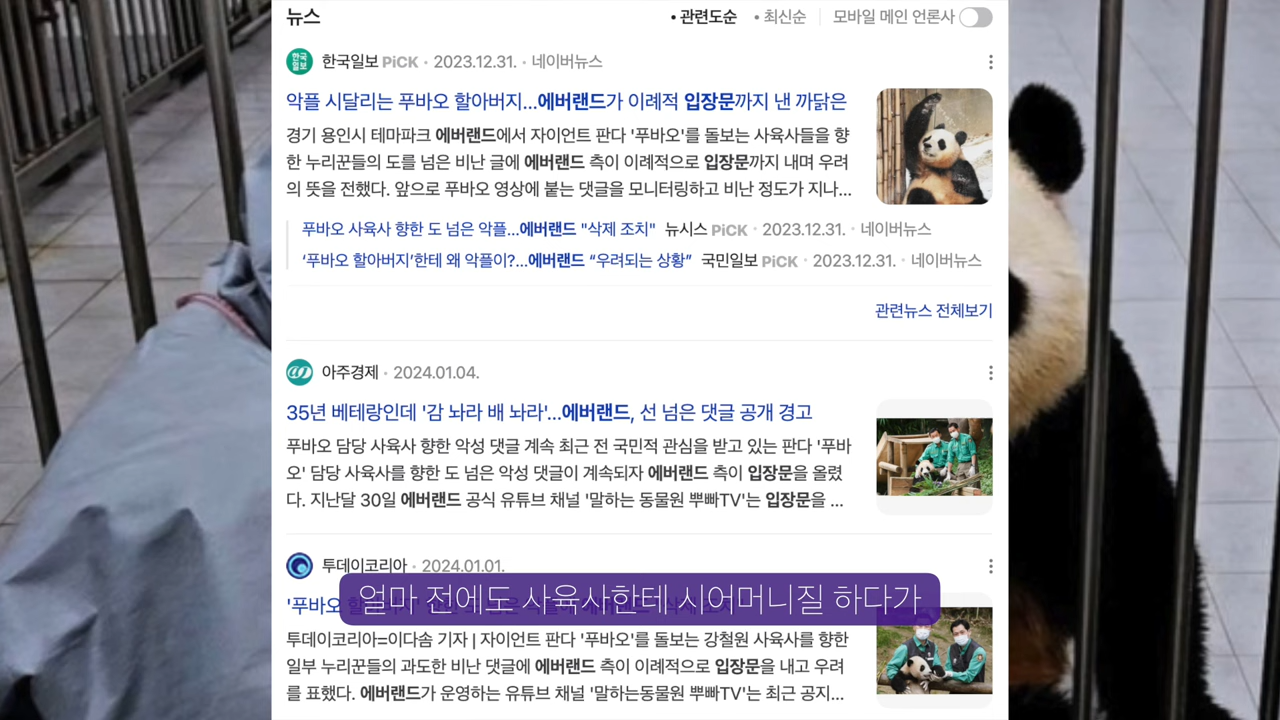 뉴스
• 관련도순 • 최신순 모바일 메인 언론사
한국일보 PiCK · 2023.12.31. · 네이버뉴스
악플 시달리는 푸바오 할아버지...에버랜드가 이례적 입장문까지 낸 까닭은
경기 용인시 테마파크 에버랜드에서 자이언트 판다 '푸바오'를 돌보는 사육사들을 향
한 누리꾼들의 도를 넘은 비난 글에 에버랜드 측이 이례적으로 입장문까지 내며 우려
의 뜻을 전했다. 앞으로 푸바오 영상에 붙는 댓글을 모니터링하고 비난 정도가 지나...
푸바오 사육사 향한 도 넘은 악플...에버랜드 "삭제 조치" 뉴시스 PiCK · 2023.12.31. · 네이버뉴스
‘푸바오 할아버지’한테 왜 악플이?...에버랜드 “우려되는 상황” 국민일보 PiCK · 2023.12.31. · 네이버뉴스
관련뉴스 전체보기
아주경제 · 2024.01.04.
35년 베테랑인데 '감 놔라 배 놔라'...에버랜드, 선 넘은 댓글 공개 경고
푸바오 담당 사육사 향한 악성 댓글 계속 최근 전 국민적 관심을 받고 있는 판다 '푸바
오' 담당 사육사를 향한 도 넘은 악성 댓글이 계속되자 에버랜드 측이 입장문을 올렸
다. 지난달 30일 에버랜드 공식 유튜브 채널 '말하는 동물원 뿌빠TV'는 입장문을 ...
투데이코리아 · 2024.01.01.
'푸바오
얼마 전에도 사육사한테 시어머니질 하다가
투데이코리아=이다솜 기자 | 자이언트 판다 '푸바오'를 돌보는 강철원 사육사를 향한
일부 누리꾼들의 과도한 비난 댓글에 에버랜드 측이 이례적으로 입장문을 내고 우려
를 표했다. 에버랜드가 운영하는 유튜브 채널 '말하는동물원 뿌빠TV'는 최근 공지...